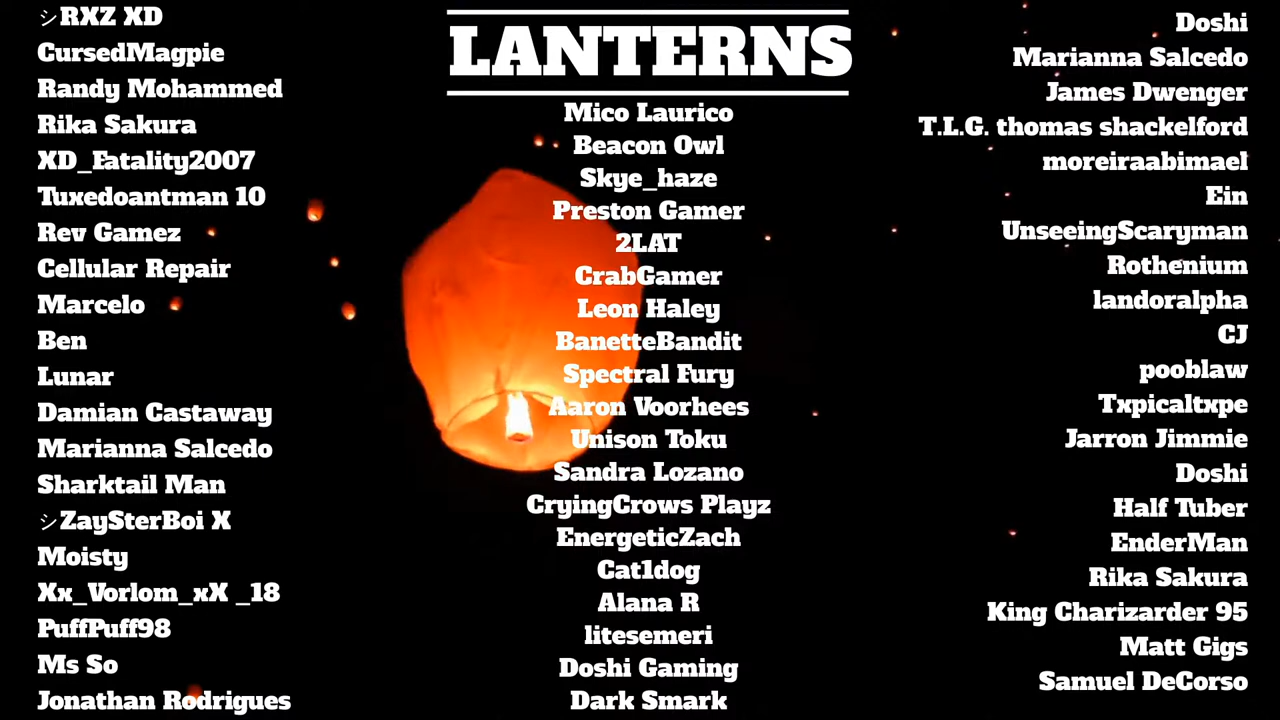 LANTERNS
シRXZ XD
CursedMagpie
Randy Mohammed
Rika Sakura
XD_Fatality2007
Tuxedoantman 10
Rev Gamez
Cellular Repair
Marcelo
Ben
Lunar
Damian Castaway
Marianna Salcedo
Sharktail Man
シZaySterBoi X
Moisty
Xx_Vorlom_xX _18
PuffPuff98
Ms So
Jonathan Rodrigues
Mico Laurico
Beacon Owl
Skye_haze
Preston Gamer
2LAT
CrabGamer
Leon Haley
BanetteBandit
Spectral Fury
Aaron Voorhees
Unison Toku
Sandra Lozano
CryingCrows Playz
EnergeticZach
Cat1dog
Alana R
litesemeri
Doshi Gaming
Dark Smark
Doshi
Marianna Salcedo
James Dwenger
T.L.G. thomas shackelford
moreiraabimael
Ein
UnseeingScaryman
Rothenium
landoralpha
CJ
pooblaw
Txpicaltxpe
Jarron Jimmie
Doshi
Half Tuber
EnderMan
Rika Sakura
King Charizarder 95
Matt Gigs
Samuel DeCorso